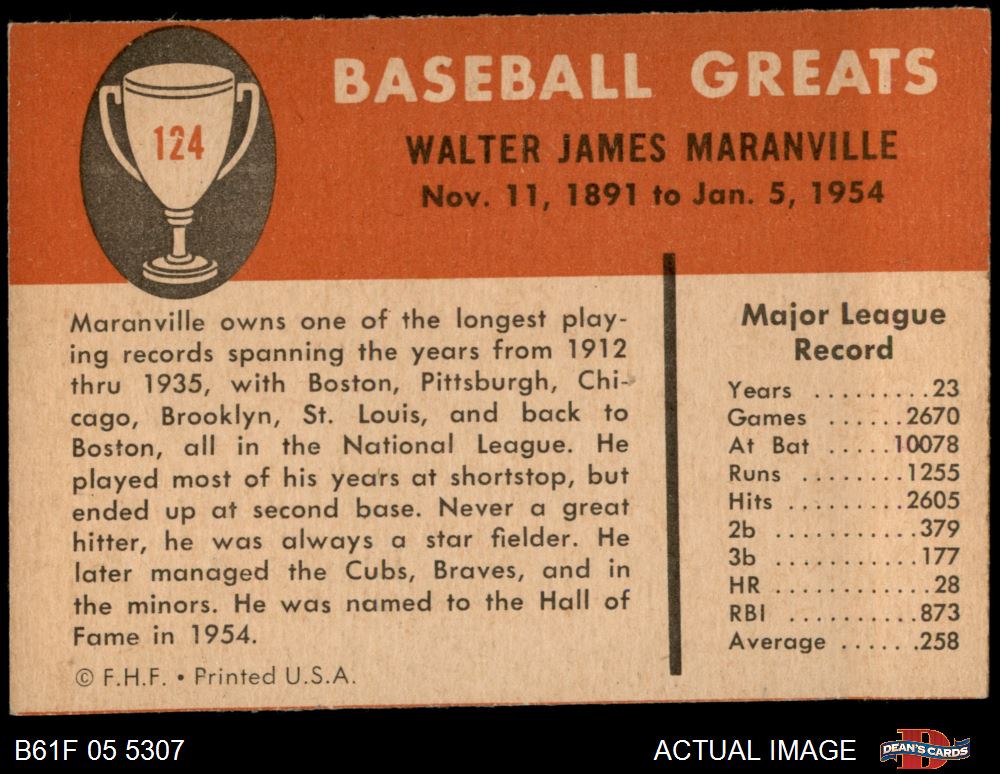 124
BASEBALL GREATS
WALTER JAMES MARANVILLE
Nov. 11, 1891 to Jan. 5, 1954
Maranville owns one of the longest play-
ing records spanning the years from 1912
thru 1935, with Boston, Pittsburgh, Chi-
cago, Brooklyn, St. Louis, and back to
Boston, all in the National League. He
played most of his years at shortstop, but
ended up at second base. Never a great
hitter, he was always a star fielder. He
later managed the Cubs, Braves, and in
the minors. He was named to the Hall of
Fame in 1954.
© F.H.F. • Printed U.S.A.
Major League
Record
Years .........23
Games ......2670
At Bat .....10078
Runs ........1255
Hits .........2605
2b ...........379
3b ...........177
HR ............28
RBI ..........873
Average ......258
B61F 05 5307
ACTUAL IMAGE
DEAN'S CARDS